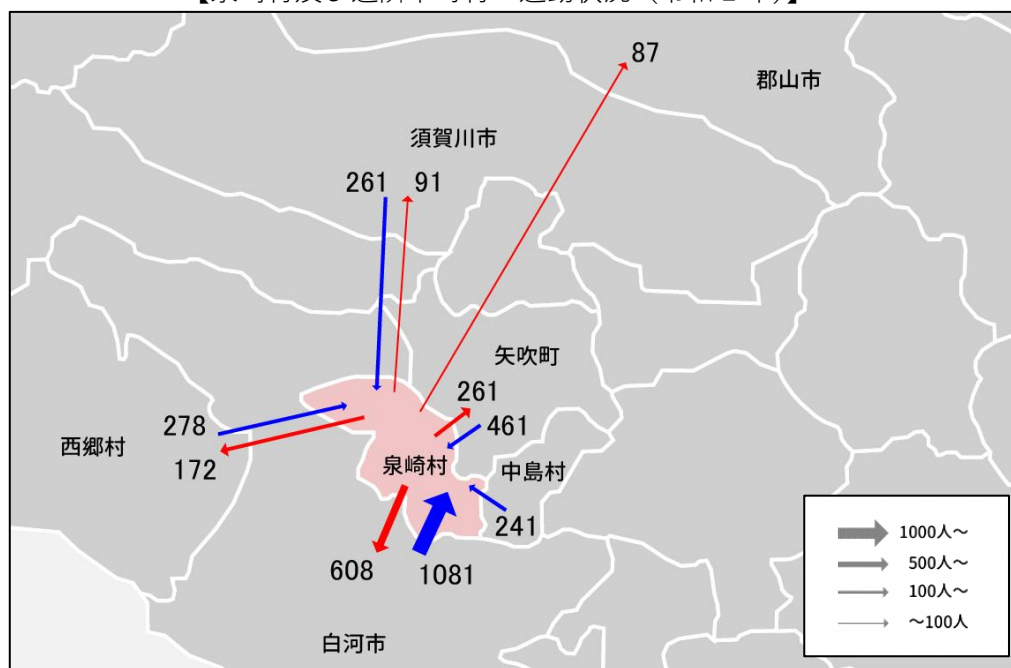 87
郡山市
須賀川市
261 91
矢吹町
261
278
461
西郷村
172
泉崎村
中島村
241
608
1081
白河市
1000人～
500人～
100人～
～100人